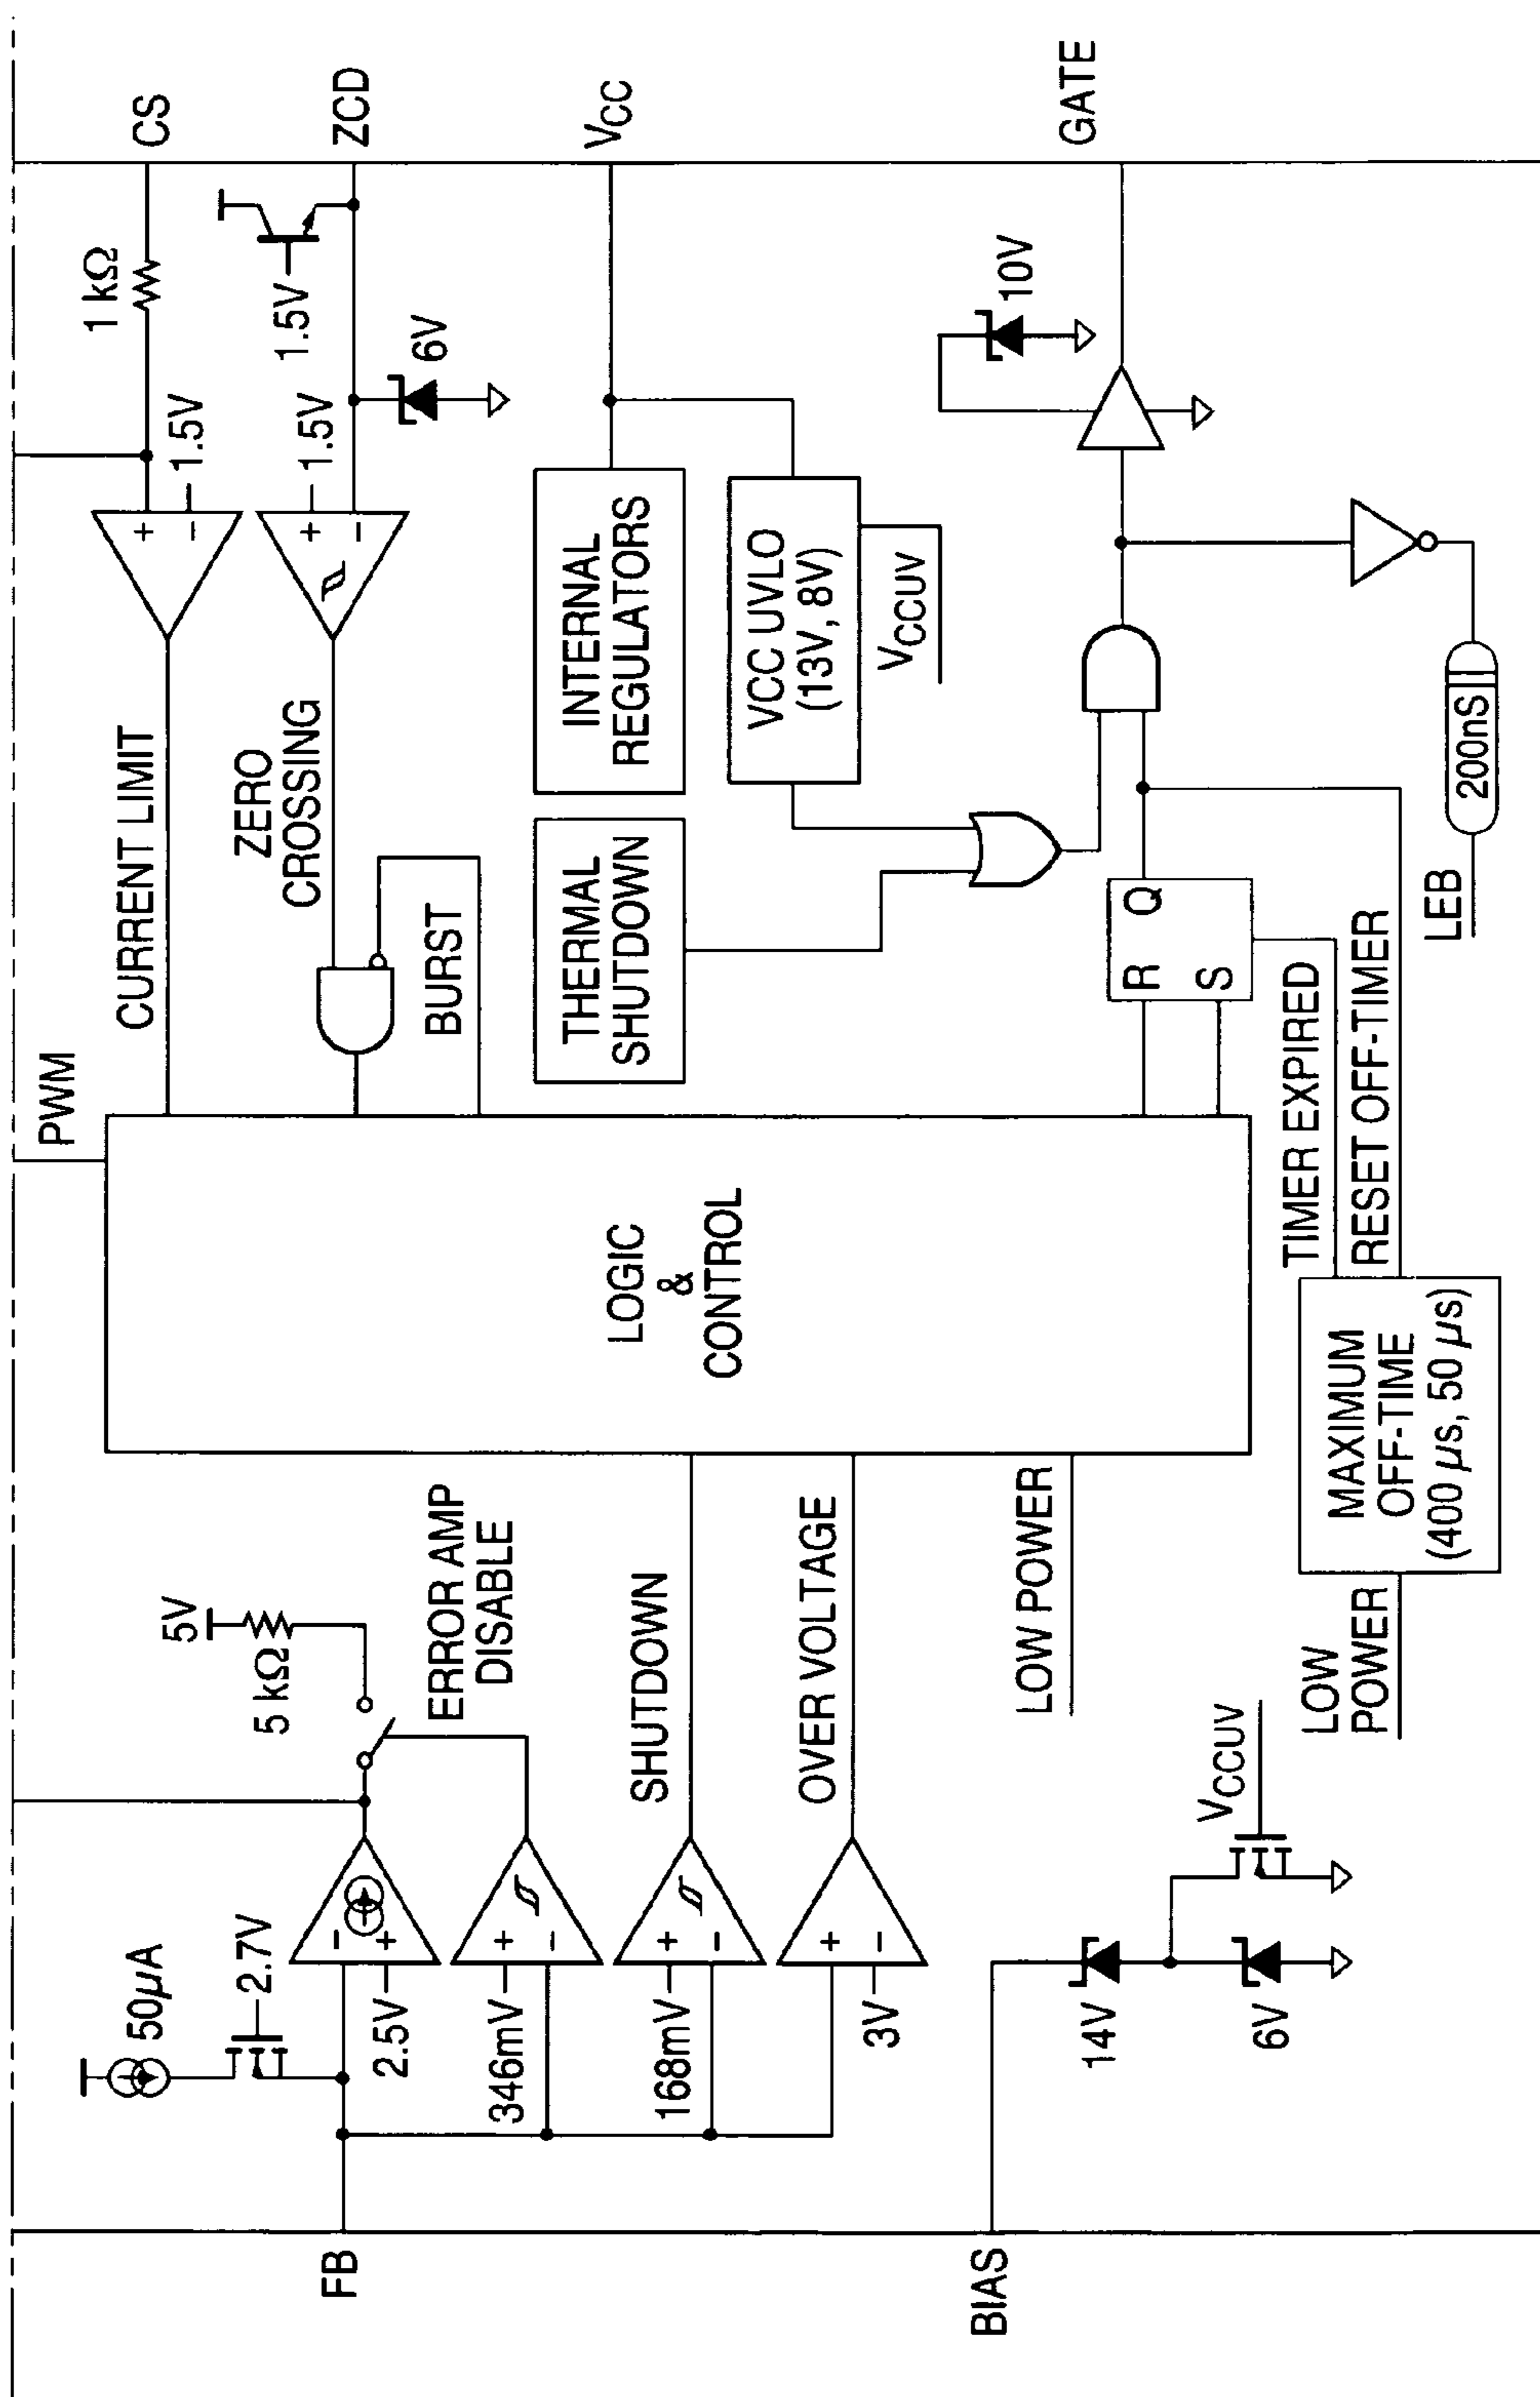 PWM
CS
1 kΩ
1.5V
+
−
CURRENT LIMIT
ZCD
1.5V
1.5V
+
−
6V
ZERO
CROSSING
BURST
VCC
INTERNAL
REGULATORS
VCC UVLO
(13V, 8V)
VCCUV
THERMAL
SHUTDOWN
GATE
10V
R Q
S
200nS
LEB
TIMER EXPIRED
RESET OFF-TIMER
MAXIMUM
OFF-TIME
(400 μs, 50 μs)
LOW
POWER
LOGIC
&
CONTROL
5V
5 kΩ
ERROR AMP
DISABLE
SHUTDOWN
OVER VOLTAGE
LOW POWER
50μA
2.7V
−
+
2.5V
+
−
346mV
+
−
168mV
+
−
3V
FB
BIAS
14V
6V
VCCUV